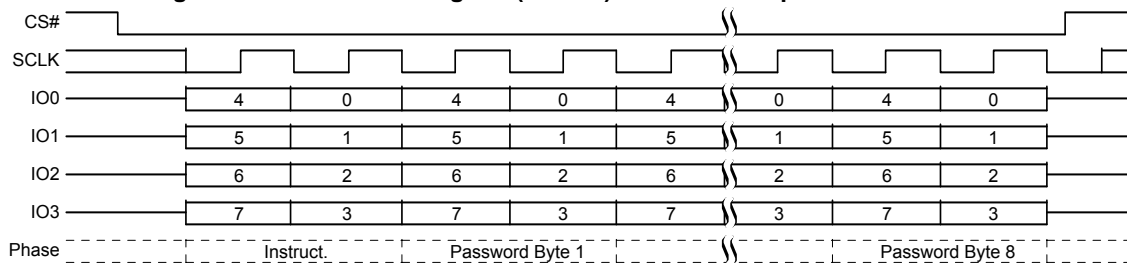 CS#
SCLK
IO0 4 0 4 0 4 0 4 0
IO1 5 1 5 1 5 1 5 1
IO2 6 2 6 2 6 2 6 2
IO3 7 3 7 3 7 3 7 3
Phase Instruct. Password Byte 1 Password Byte 8